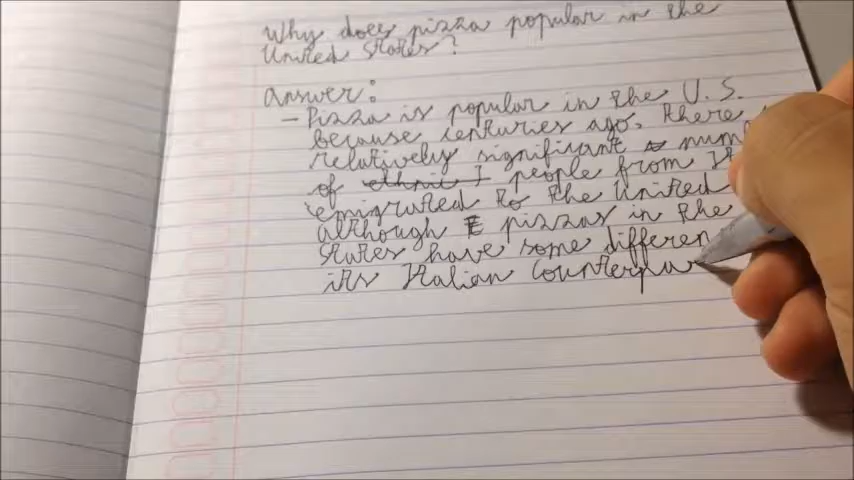 Why does pizza popular in the
United States?
Answer:
- Pizza is popular in the U.S.
because centuries ago, there
relatively significant num
of ethnic I people from It
emigrated to the United
although pizzas in the
States have some differen
its Italian Counterpar